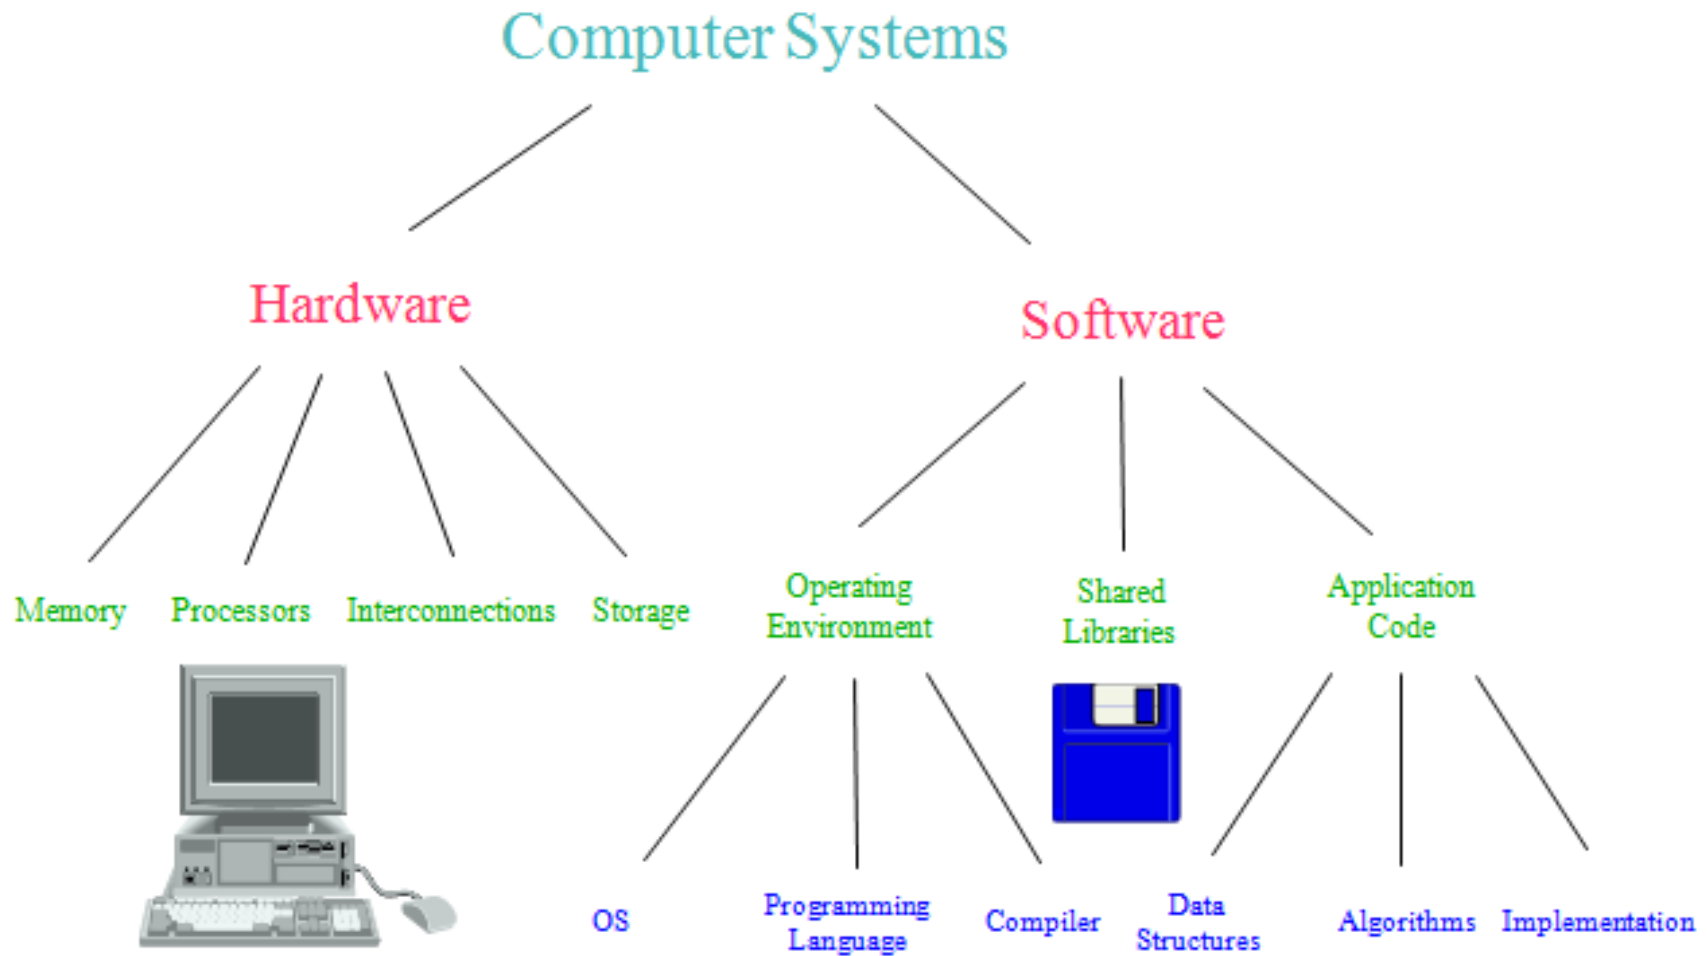 Computer Systems
Hardware
Software
Memory
Processors
Interconnections
Storage
Operating
Environment
Shared
Libraries
Application
Code
OS
Programming
Language
Compiler
Data
Structures
Algorithms
Implementation